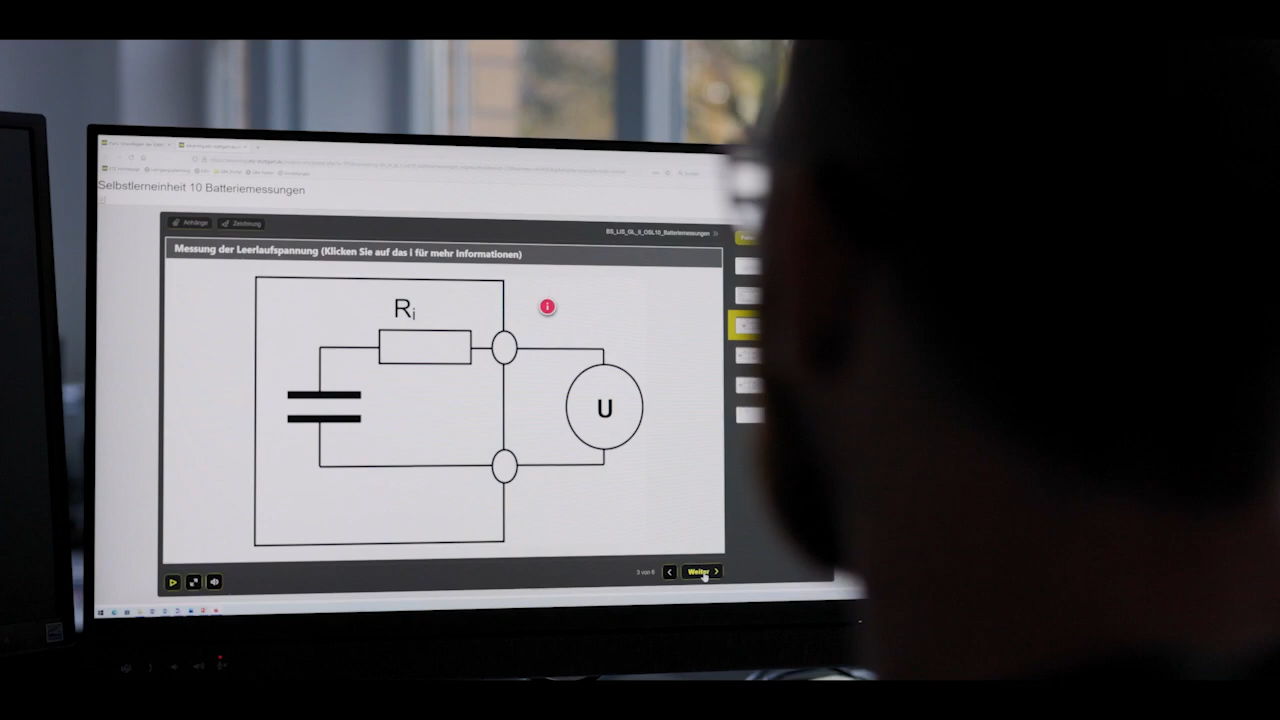 Selbstlerneinheit 10 Batteriemessungen
Anhänge
Zeichnung
BS_LIS_GL_II_OSL10_Batteriemessungen
Messung der Leerlaufspannung (Klicken Sie auf das i für mehr Informationen)
i
Ri
U
3 von 6
Weiter